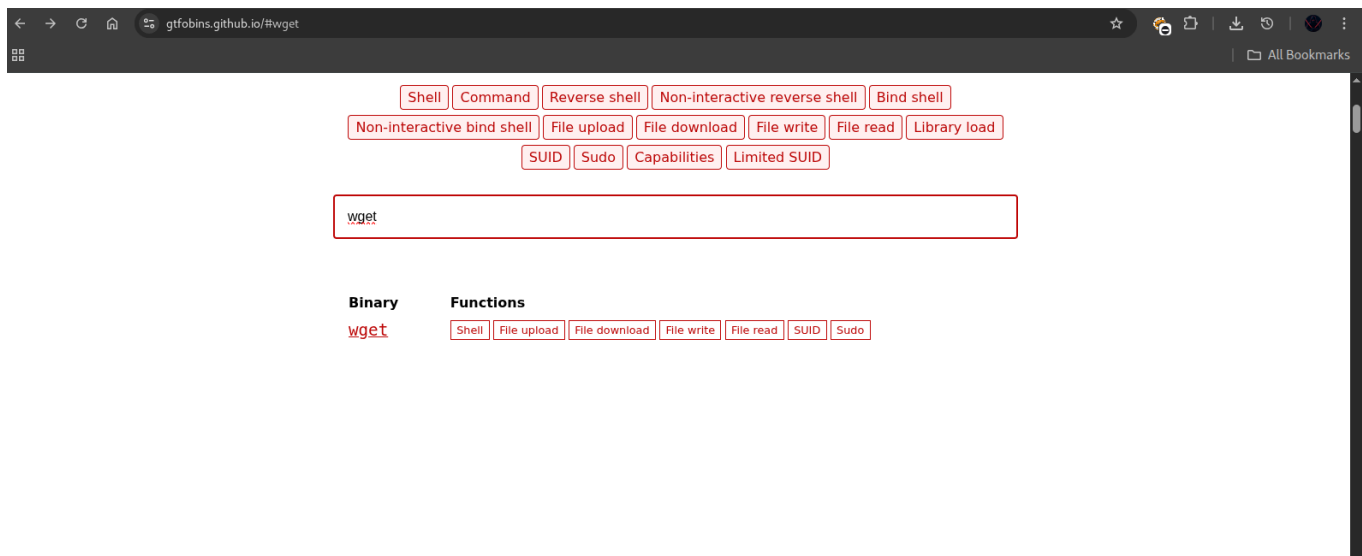 gtfobins.github.io/#wget
All Bookmarks
Shell Command Reverse shell Non-interactive reverse shell Bind shell
Non-interactive bind shell File upload File download File write File read Library load
SUID Sudo Capabilities Limited SUID
wget
Binary Functions
wget Shell File upload File download File write File read SUID Sudo